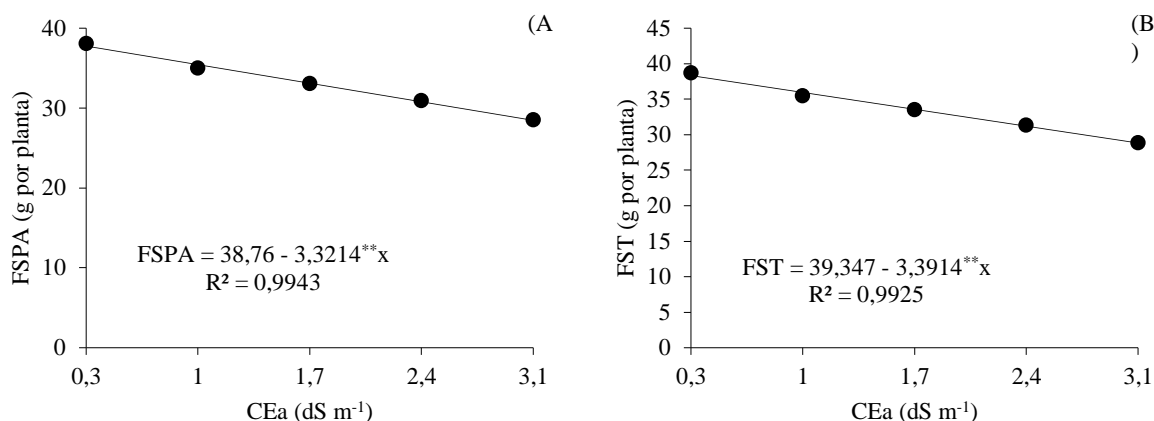 (A)
40
30
20
10
0
FSPA (g por planta)
FSPA = 38,76 - 3,3214**x
R² = 0,9943
0,3 1 1,7 2,4 3,1
CEa (dS m⁻¹)
(B
)
45
40
35
30
25
20
15
10
5
0
FST (g por planta)
FST = 39,347 - 3,3914**x
R² = 0,9925
0,3 1 1,7 2,4 3,1
CEa (dS m⁻¹)